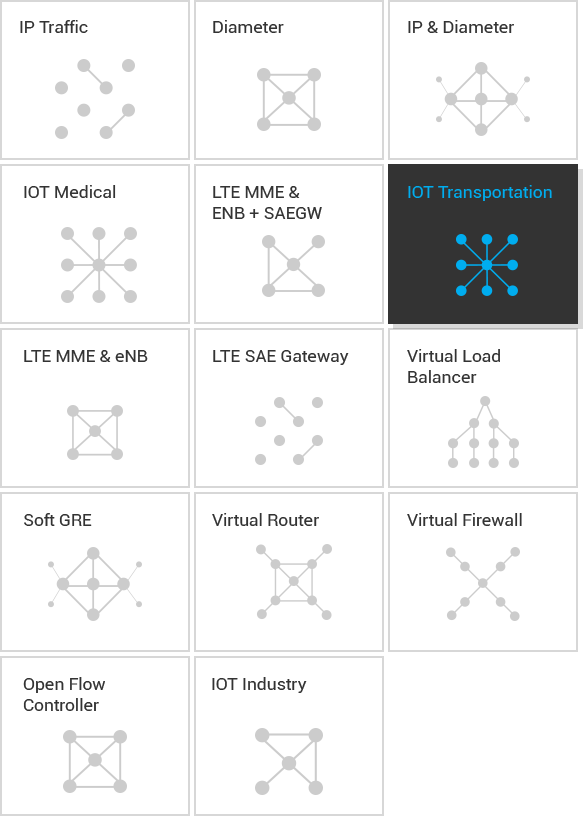 IP Traffic
Diameter
IP & Diameter
IOT Medical
LTE MME &
ENB + SAEGW
IOT Transportation
LTE MME & eNB
LTE SAE Gateway
Virtual Load
Balancer
Soft GRE
Virtual Router
Virtual Firewall
Open Flow
Controller
IOT Industry